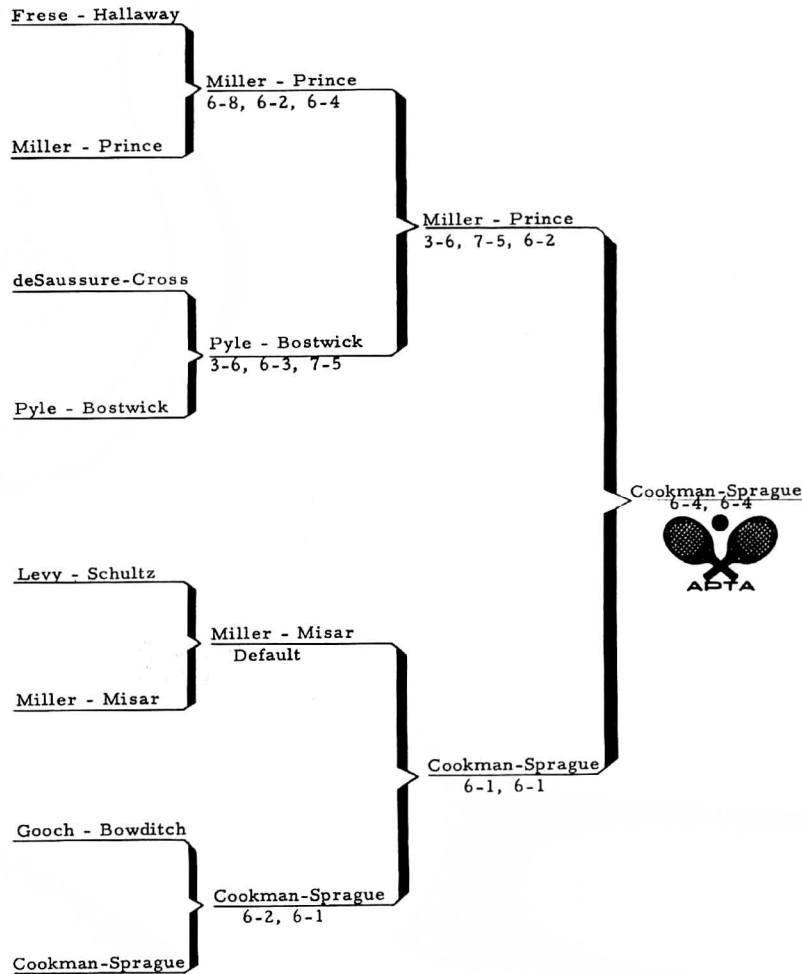 Frese - Hallaway
Miller - Prince
6-8, 6-2, 6-4
Miller - Prince
Miller - Prince
3-6, 7-5, 6-2
deSaussure-Cross
Pyle - Bostwick
3-6, 6-3, 7-5
Pyle - Bostwick
Cookman-Sprague
6-4, 6-4
APTA
Levy - Schultz
Miller - Misar
Default
Miller - Misar
Cookman-Sprague
6-1, 6-1
Gooch - Bowditch
Cookman-Sprague
6-2, 6-1
Cookman-Sprague